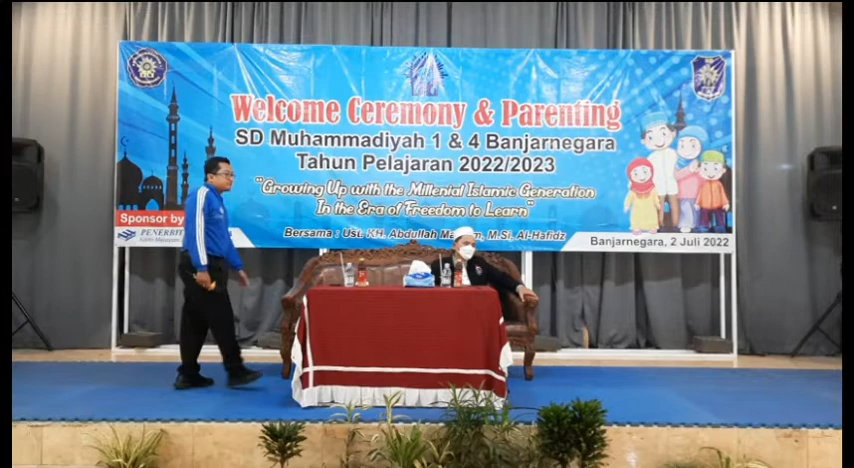 Welcome Ceremony & Parenting
SD Muhammadiyah 1 & 4 Banjarnegara
Tahun Pelajaran 2022/2023
"Growing Up with the Millenial Islamic Generation
In the Era of Freedom to Learn"
Bersama : Ust. KH. Abdullah M.Si, Al-Hafidz
Sponsor by
PENERBIT
Banjarnegara, 2 Juli 2022